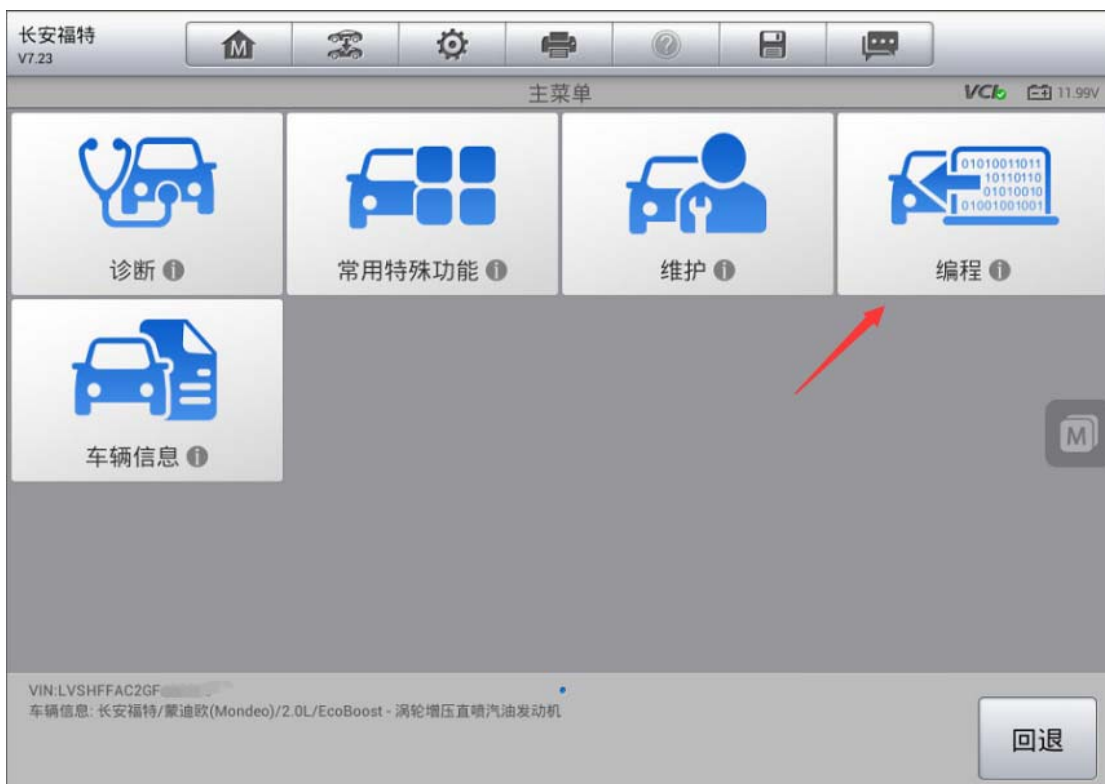 长安福特
V7.23
M
主菜单
VCI
11.99V
诊断
常用特殊功能
维护
01010011011
10110110
01010010
01001001001
编程
车辆信息
M
VIN:LVSHFFAC2GF
车辆信息: 长安福特/蒙迪欧(Mondeo)/2.0L/EcoBoost - 涡轮增压直喷汽油发动机
回退